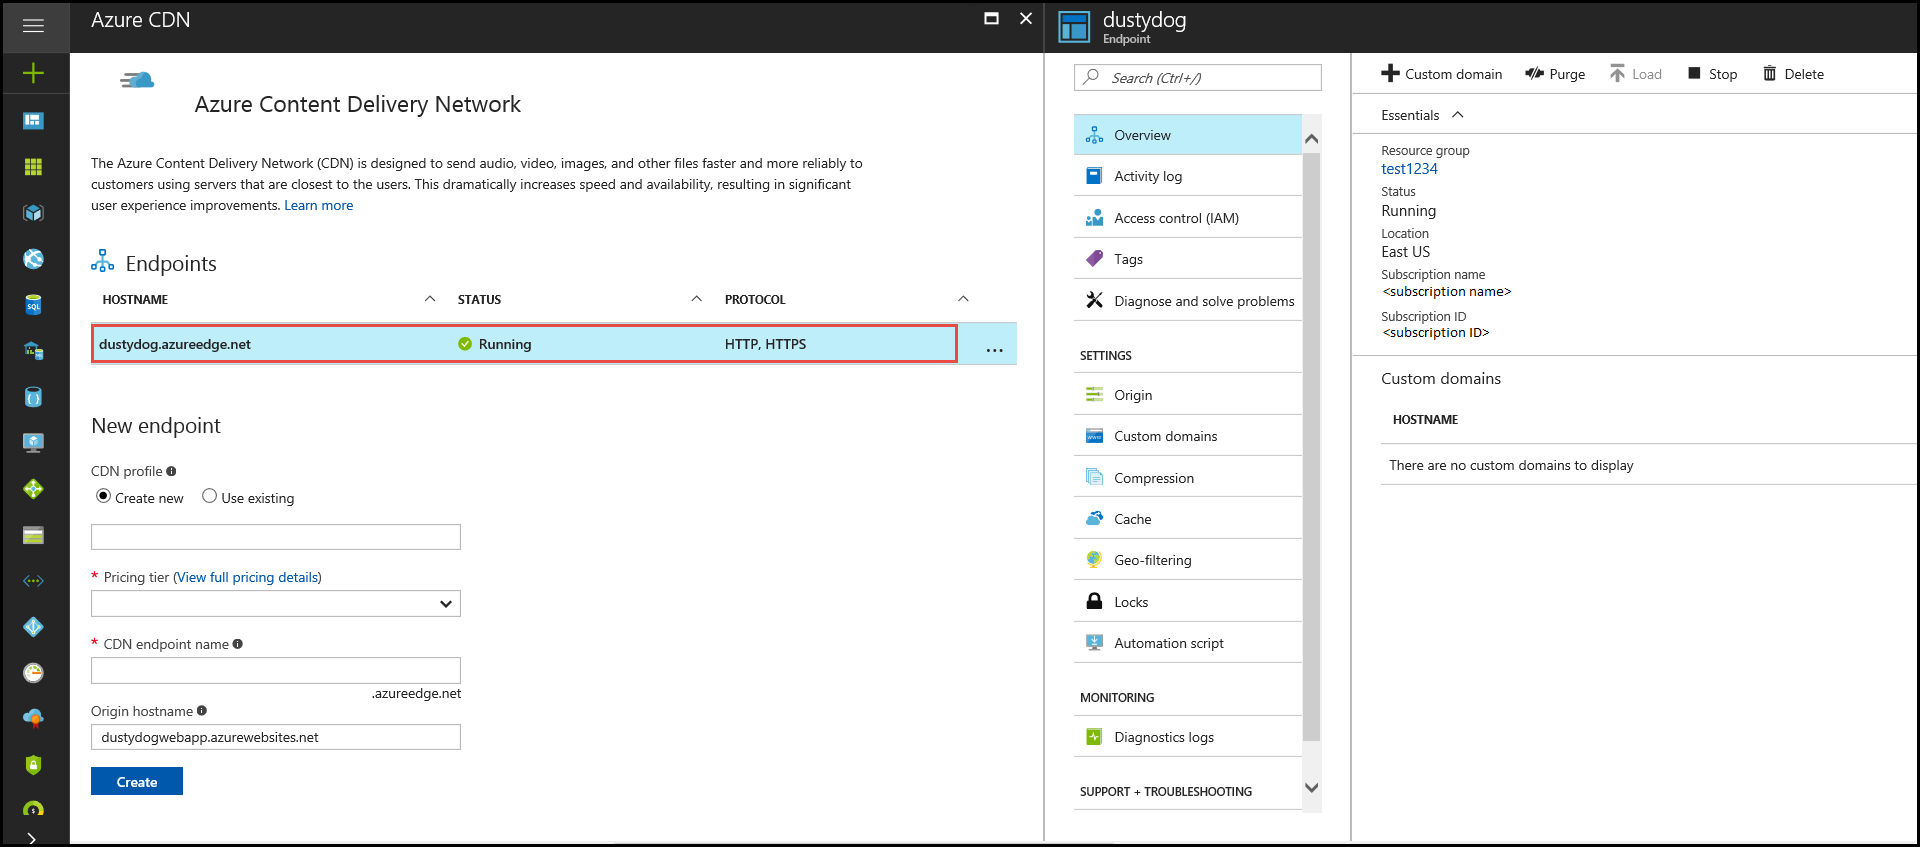 Azure CDN
Azure Content Delivery Network
The Azure Content Delivery Network (CDN) is designed to send audio, video, images, and other files faster and more reliably to
customers using servers that are closest to the users. This dramatically increases speed and availability, resulting in significant
user experience improvements. Learn more
Endpoints
HOSTNAME STATUS PROTOCOL
dustydog.azureedge.net Running HTTP, HTTPS ...
New endpoint
CDN profile
Create new Use existing
* Pricing tier (View full pricing details)
* CDN endpoint name
.azureedge.net
Origin hostname
dustydogwebapp.azurewebsites.net
Create
dustydog
Endpoint
Search (Ctrl+/)
Overview
Activity log
Access control (IAM)
Tags
Diagnose and solve problems
SETTINGS
Origin
Custom domains
Compression
Cache
Geo-filtering
Locks
Automation script
MONITORING
Diagnostics logs
SUPPORT + TROUBLESHOOTING
Custom domain Purge Load Stop Delete
Essentials
Resource group
test1234
Status
Running
Location
East US
Subscription name
<subscription name>
Subscription ID
<subscription ID>
Custom domains
HOSTNAME
There are no custom domains to display
SQL